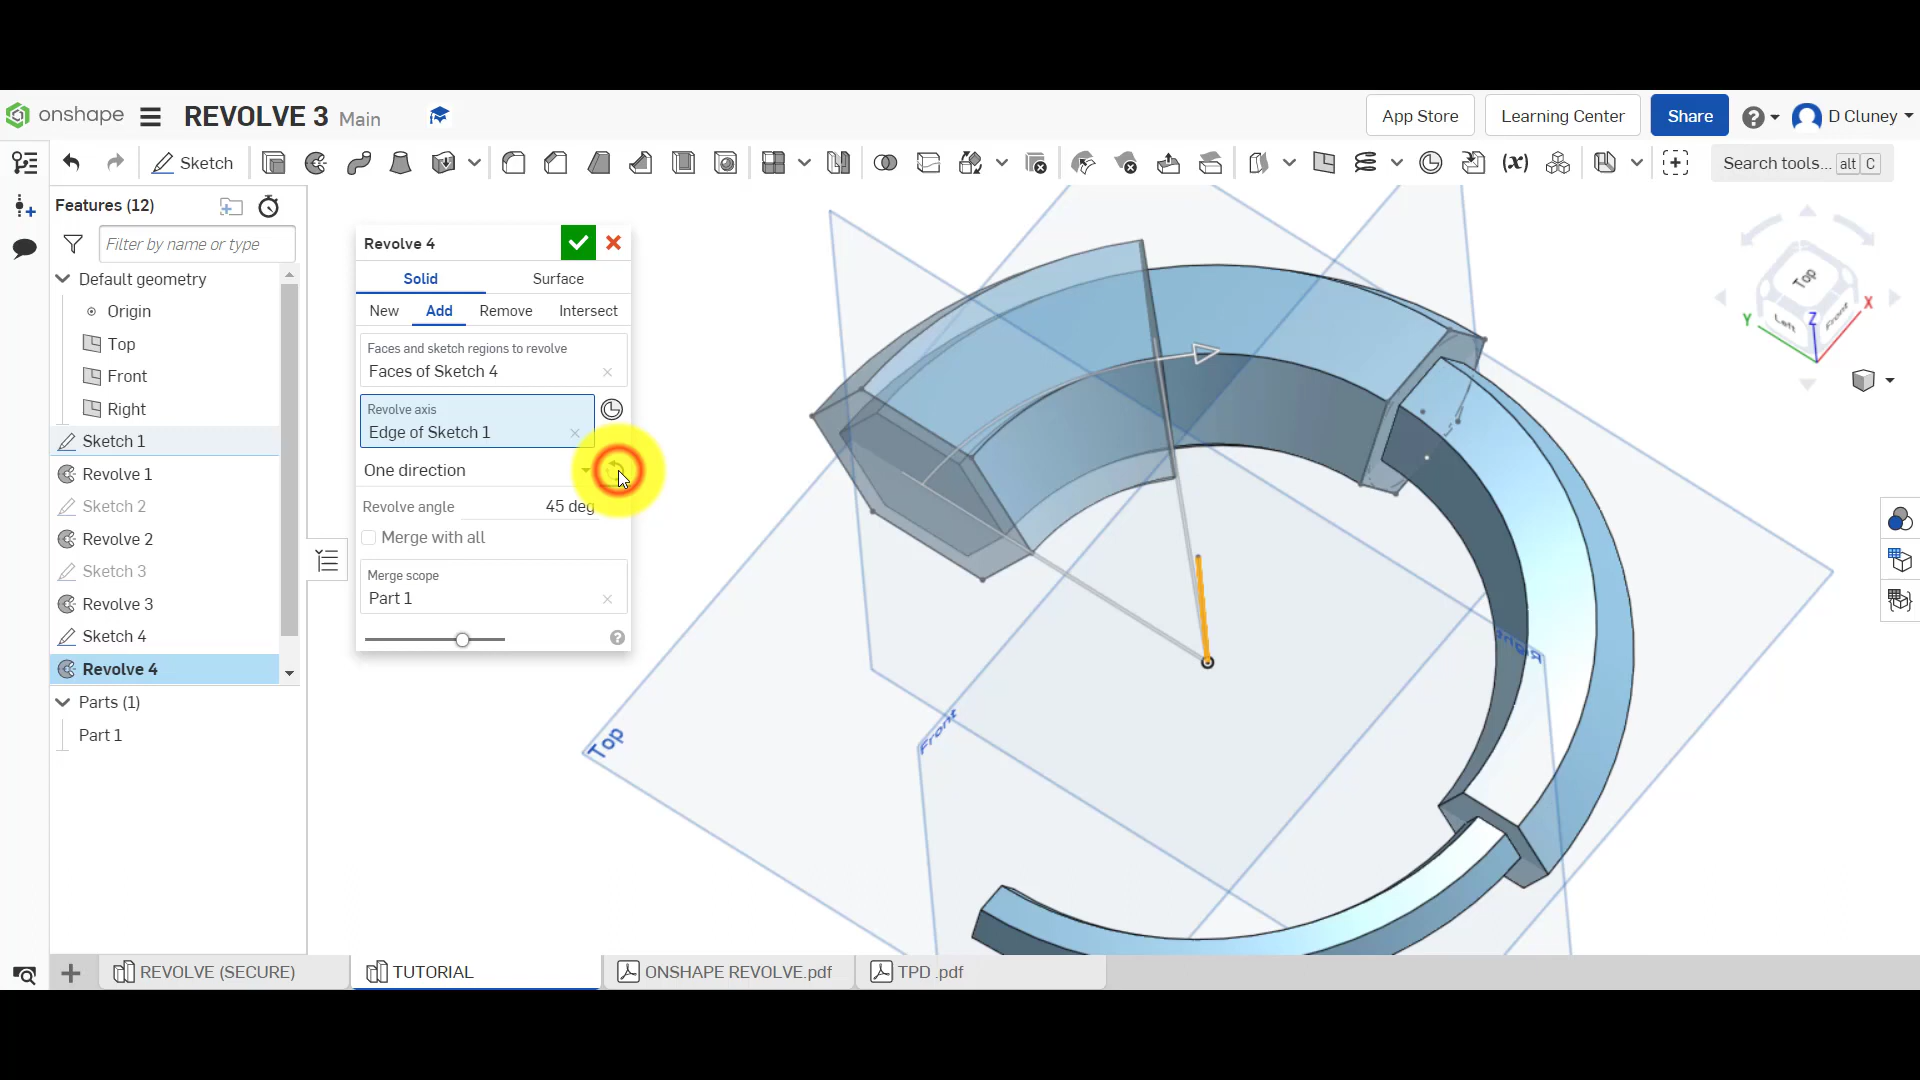 onshape
REVOLVE 3 Main
App Store
Learning Center
Share
D Cluney
Sketch
Search tools... alt C
Features (12)
Filter by name or type
Default geometry
Origin
Top
Front
Right
Sketch 1
Revolve 1
Sketch 2
Revolve 2
Sketch 3
Revolve 3
Sketch 4
Revolve 4
Parts (1)
Part 1
Revolve 4
Solid
Surface
New
Add
Remove
Intersect
Faces and sketch regions to revolve
Faces of Sketch 4
Revolve axis
Edge of Sketch 1
One direction
Revolve angle
45 deg
Merge with all
Merge scope
Part 1
Top
Front
Right
Top
Left
Front
X
Y
Z
REVOLVE (SECURE)
TUTORIAL
ONSHAPE REVOLVE.pdf
TPD .pdf